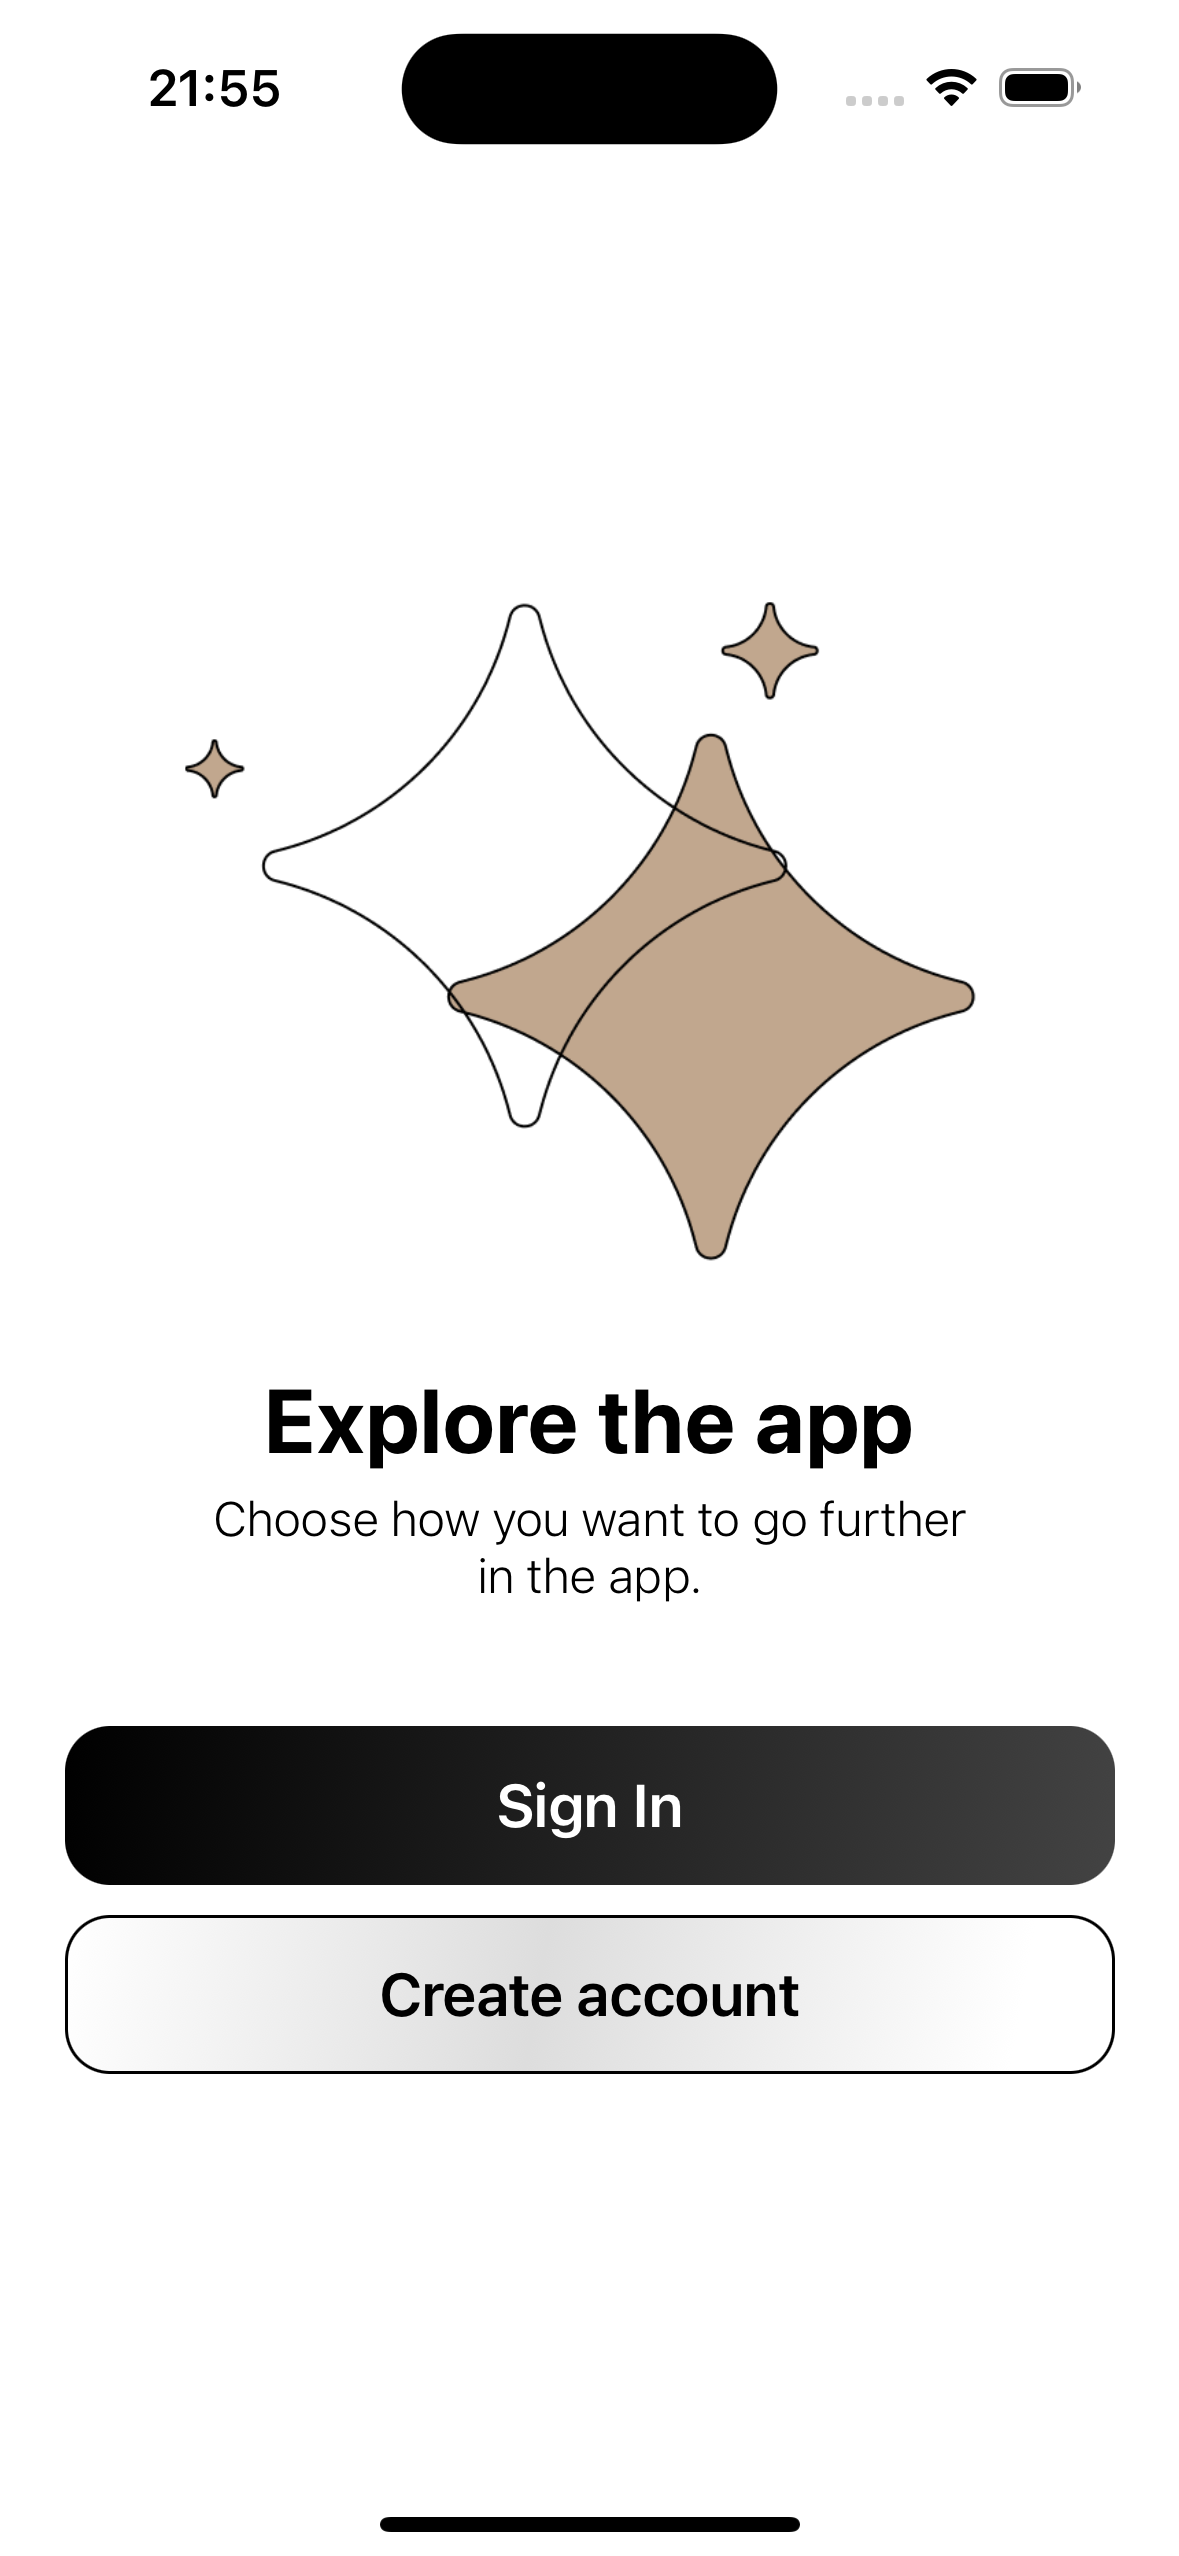 21:55
Explore the app
Choose how you want to go further
in the app.
Sign In
Create account